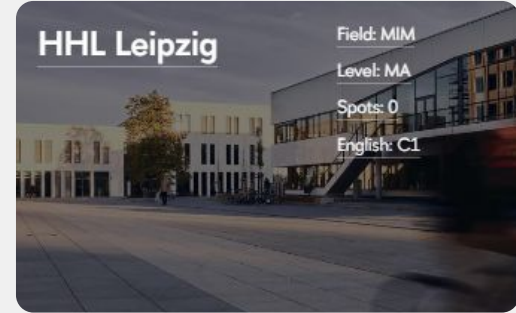 HHL Leipzig
Field: MIM
Level: MA
Spots: 0
English: C1